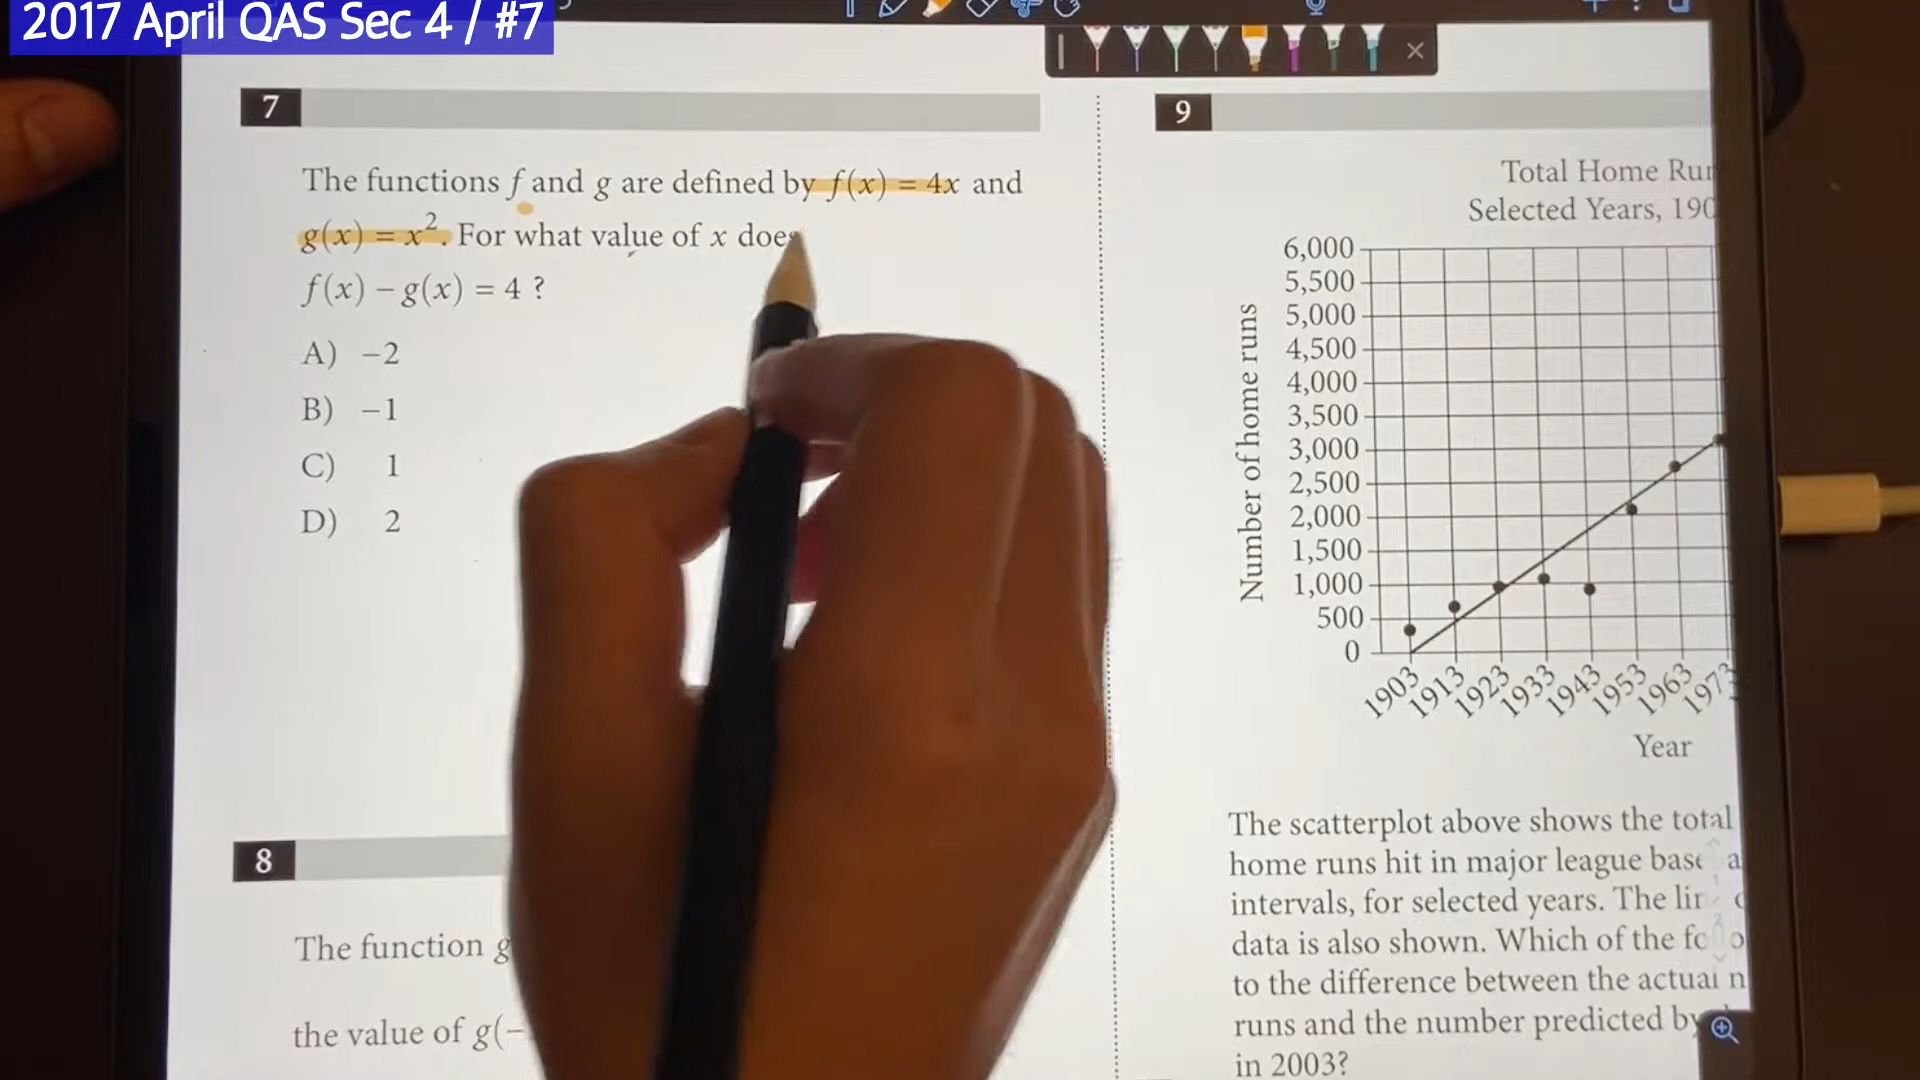 2017 April QAS Sec 4 / #7
7
The functions f and g are defined by f(x) = 4x and
g(x) = x². For what value of x does
f(x) – g(x) = 4 ?
A) –2
B) –1
C) 1
D) 2
8
The function g
the value of g(–
9
Total Home Run
Selected Years, 190
Number of home runs
6,000
5,500
5,000
4,500
4,000
3,500
3,000
2,500
2,000
1,500
1,000
500
0
1903
1913
1923
1933
1943
1953
1963
1973
Year
The scatterplot above shows the total
home runs hit in major league
intervals, for selected years. The
data is also shown. Which of the
to the difference between the actual n
runs and the number predicted by
in 2003?